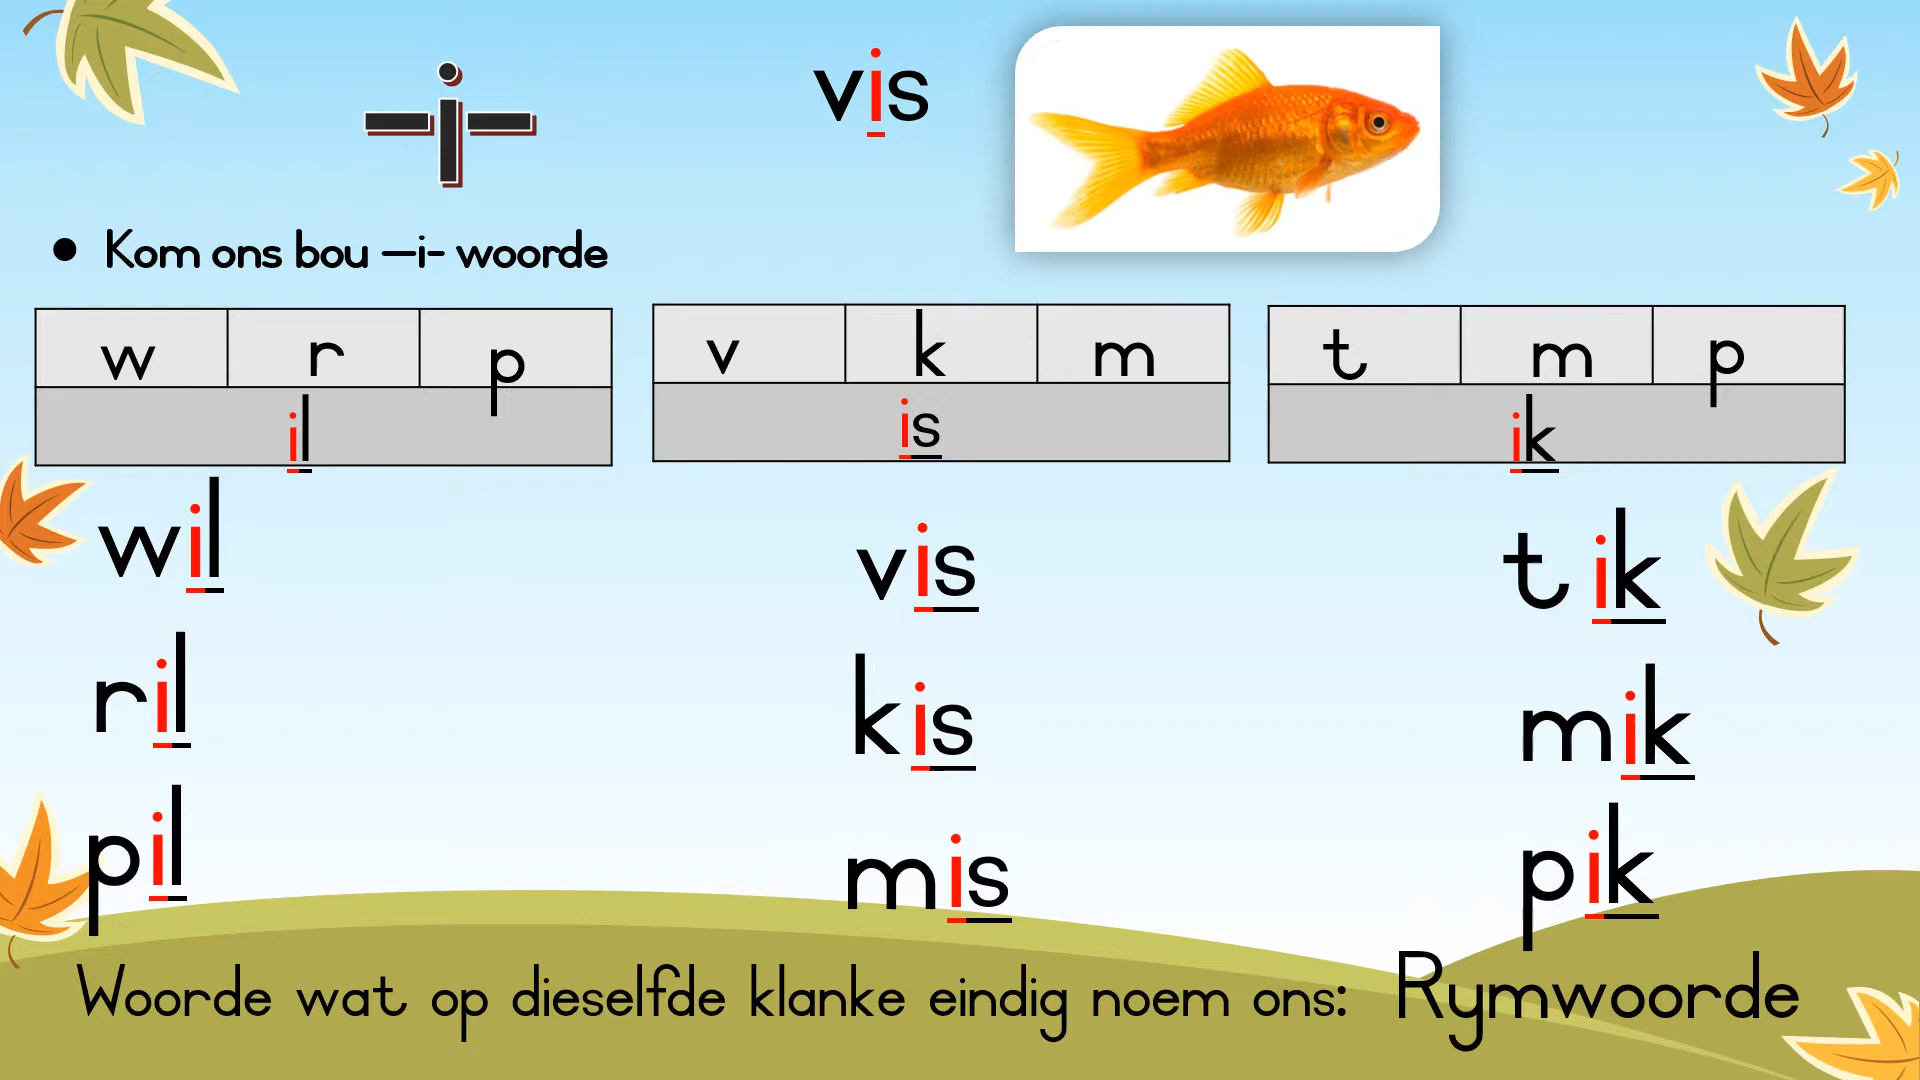 -i-
vis
• Kom ons bou –i- woorde
w r p
il
v k m
is
t m p
ik
wil
ril
pil
vis
kis
mis
t ik
mik
pik
Woorde wat op dieselfde klanke eindig noem ons: Rymwoorde